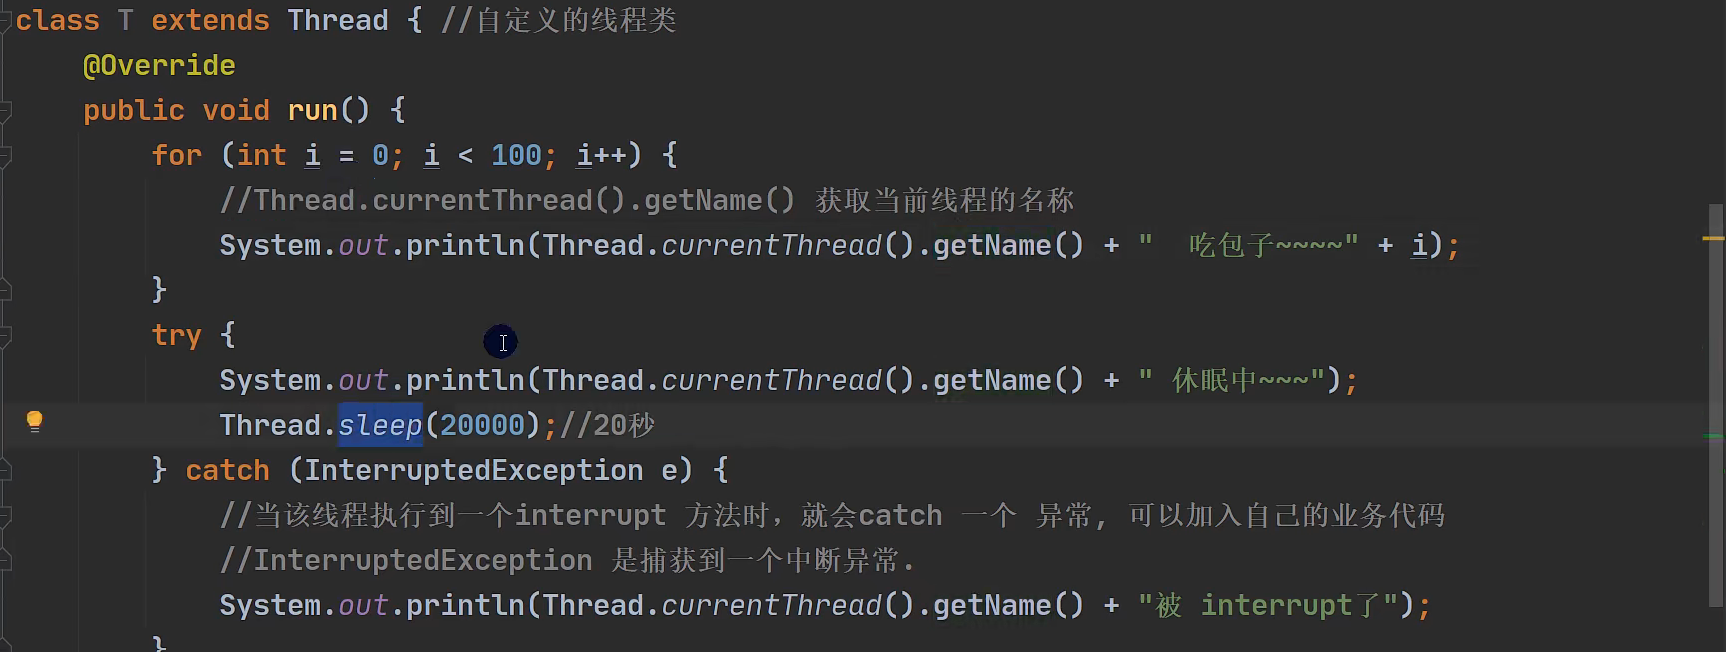 class T extends Thread { //自定义的线程类
@Override
public void run() {
for (int i = 0; i < 100; i++) {
//Thread.currentThread().getName() 获取当前线程的名称
System.out.println(Thread.currentThread().getName() + "  吃包子~~~~" + i);
}
try {
System.out.println(Thread.currentThread().getName() + " 休眠中~~~");
Thread.sleep(20000);//20秒
} catch (InterruptedException e) {
//当该线程执行到一个interrupt 方法时，就会catch 一个 异常, 可以加入自己的业务代码
//InterruptedException 是捕获到一个中断异常.
System.out.println(Thread.currentThread().getName() + "被 interrupt了");
}